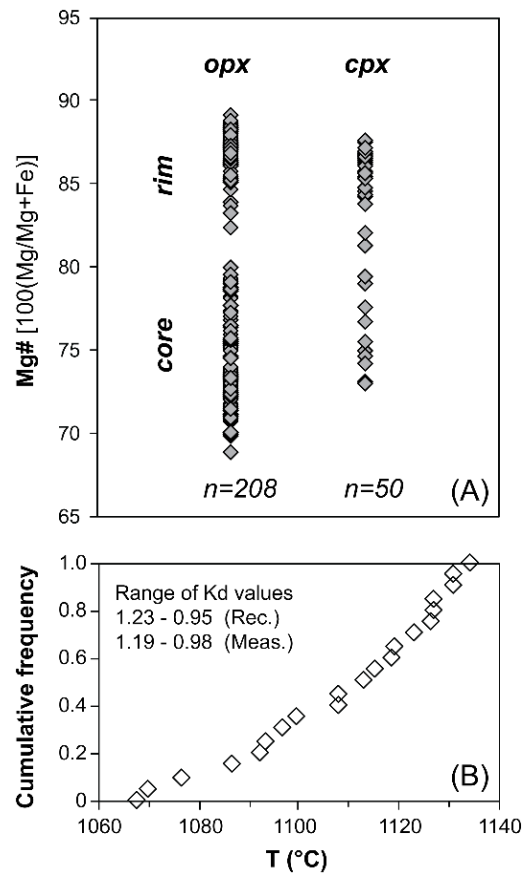 opx cpx
95
90
85
80
75
70
65
Mg# [100(Mg/Mg+Fe)]
rim
core
n=208 n=50 (A)
1.0
0.8
0.6
0.4
0.2
0
Cumulative frequency
Range of Kd values
1.23 - 0.95 (Rec.)
1.19 - 0.98 (Meas.)
(B)
1060 1080 1100 1120 1140
T (°C)